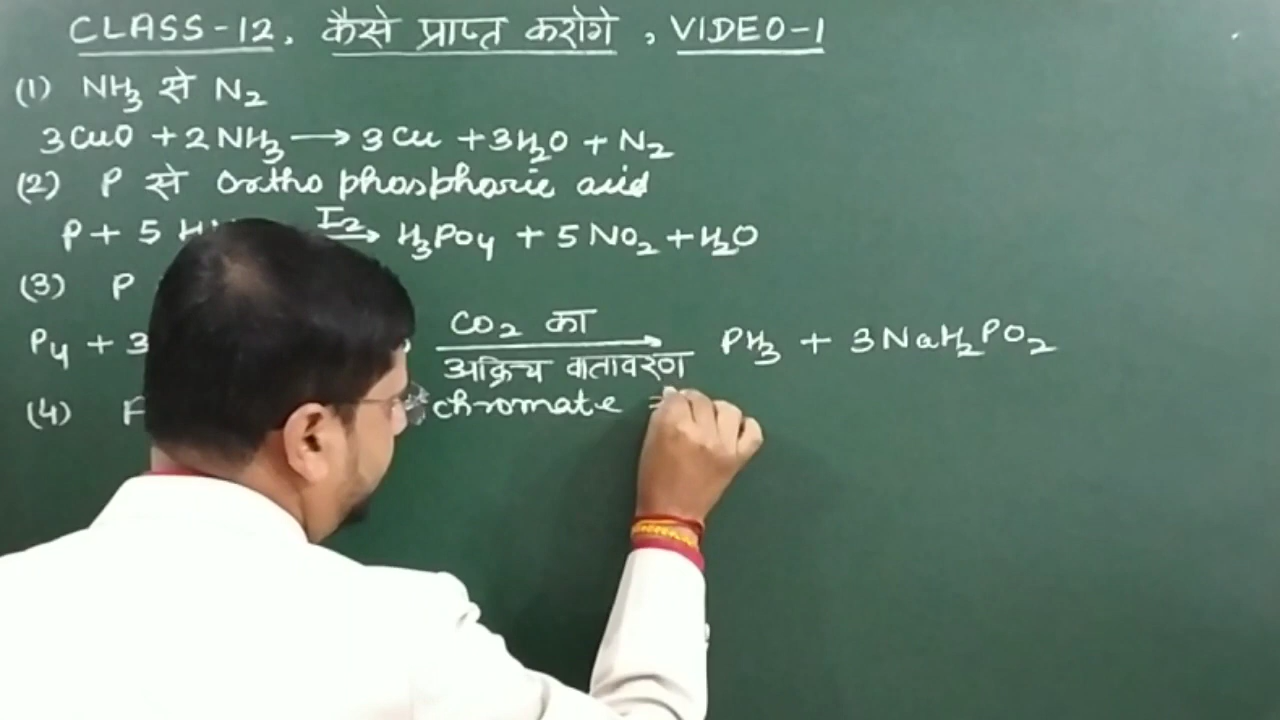 CLASS-12, कैसे प्राप्त करोगे, VIDEO-1
(1) NH₃ से N₂
3CuO + 2NH₃ → 3Cu + 3H₂O + N₂
(2) P से Ortho phosphoric acid
P + 5 I₂ → H₃PO₄ + 5NO₂ + H₂O
(3) P
P₄ + 3 CO₂ का अक्रिय वातावरण → PH₃ + 3NaH₂PO₂
(4) F chromate